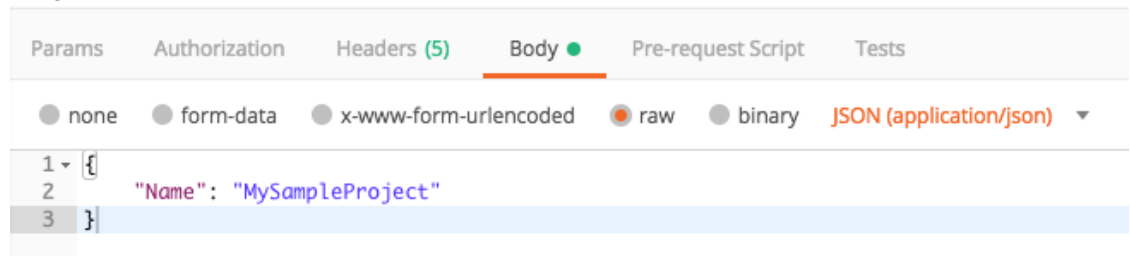 Params Authorization Headers (5) Body Pre-request Script Tests
none form-data x-www-form-urlencoded raw binary JSON (application/json)
1 {
2 "Name": "MySampleProject"
3 }